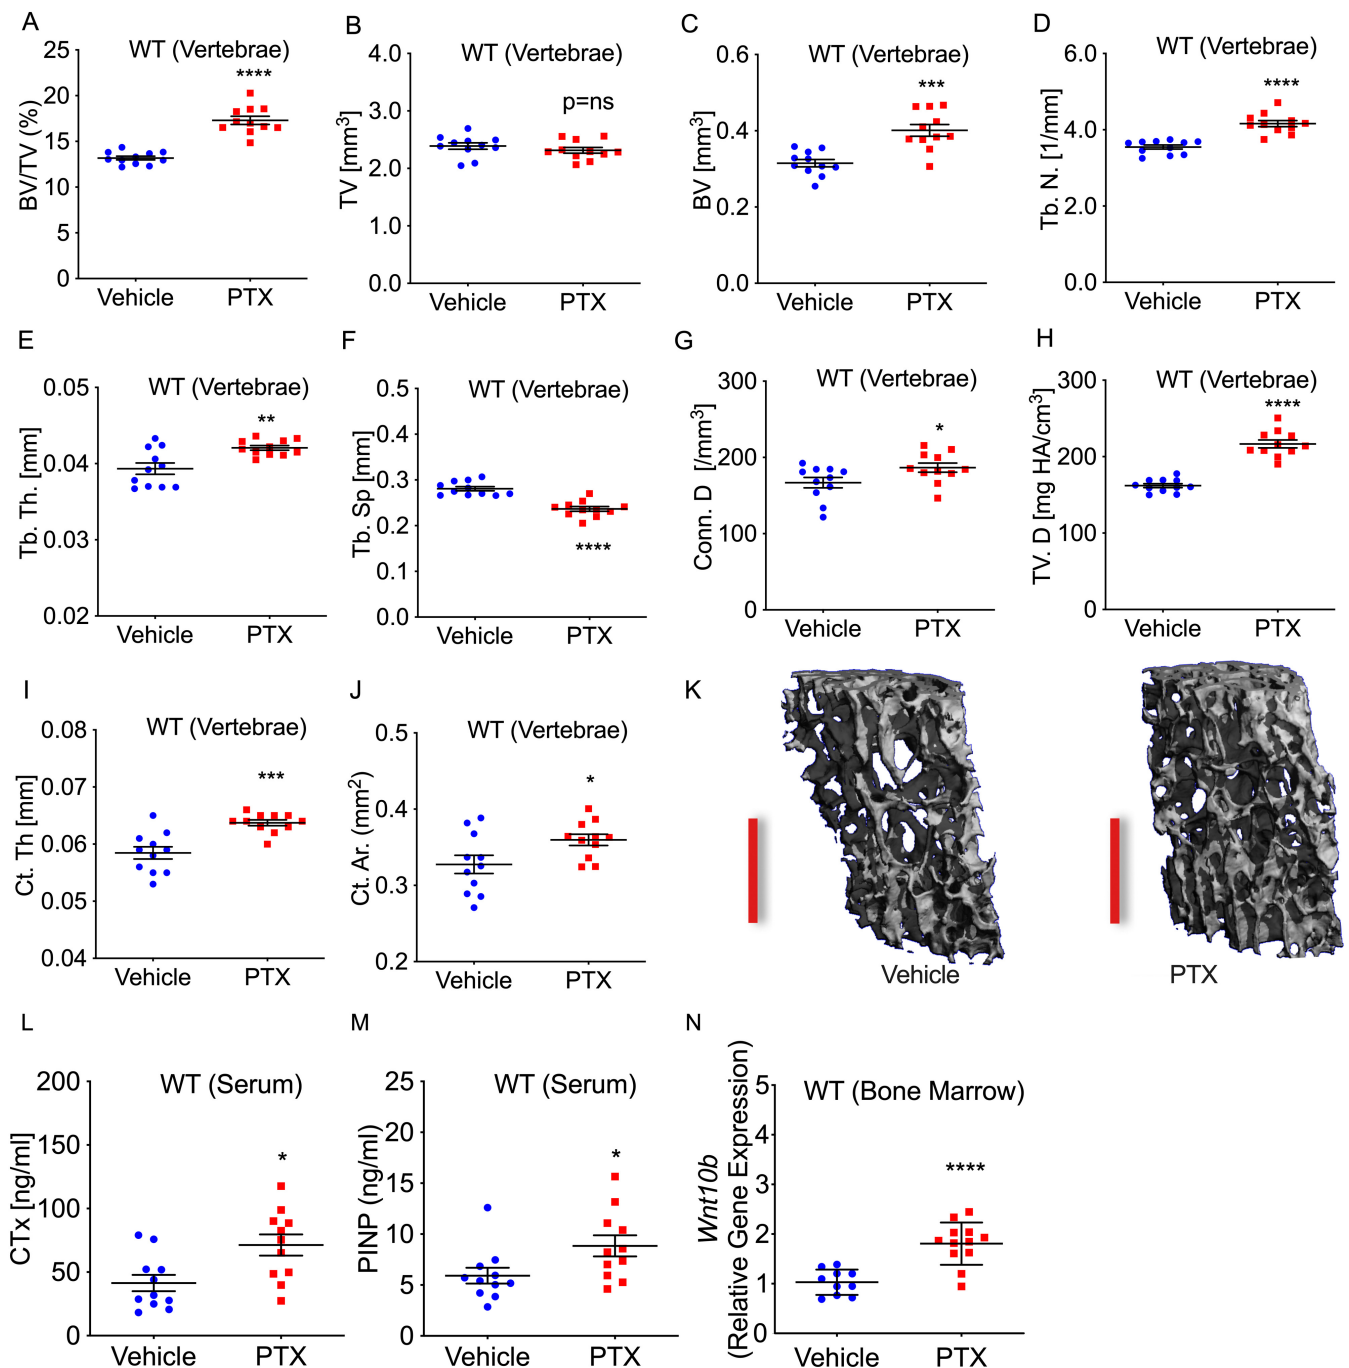 A
WT (Vertebrae)
****
BV/TV (%)
25
20
15
10
5
0
Vehicle
PTX
B
WT (Vertebrae)
p=ns
TV [mm3]
4.0
3.0
2.0
1.0
0.0
Vehicle
PTX
C
WT (Vertebrae)
***
BV [mm3]
0.6
0.4
0.2
0.0
Vehicle
PTX
D
WT (Vertebrae)
****
Tb. N. [1/mm]
6.0
4.0
2.0
0.0
Vehicle
PTX
E
WT (Vertebrae)
**
Tb. Th. [mm]
0.05
0.04
0.03
0.02
Vehicle
PTX
F
WT (Vertebrae)
****
Tb. Sp [mm]
0.5
0.4
0.3
0.2
0.1
0.0
Vehicle
PTX
G
WT (Vertebrae)
*
Conn. D [/mm3]
300
200
100
0
Vehicle
PTX
H
WT (Vertebrae)
****
TV. D [mg HA/cm3]
300
200
100
0
Vehicle
PTX
I
WT (Vertebrae)
***
Ct. Th [mm]
0.08
0.07
0.06
0.05
0.04
Vehicle
PTX
J
WT (Vertebrae)
*
Ct. Ar. (mm2)
0.5
0.4
0.3
0.2
Vehicle
PTX
K
Vehicle
PTX
L
WT (Serum)
*
CTx [ng/ml]
200
150
100
50
0
Vehicle
PTX
M
WT (Serum)
*
PINP (ng/ml)
25
20
15
10
5
0
Vehicle
PTX
N
WT (Bone Marrow)
****
Wnt10b
(Relative Gene Expression)
5
4
3
2
1
0
Vehicle
PTX